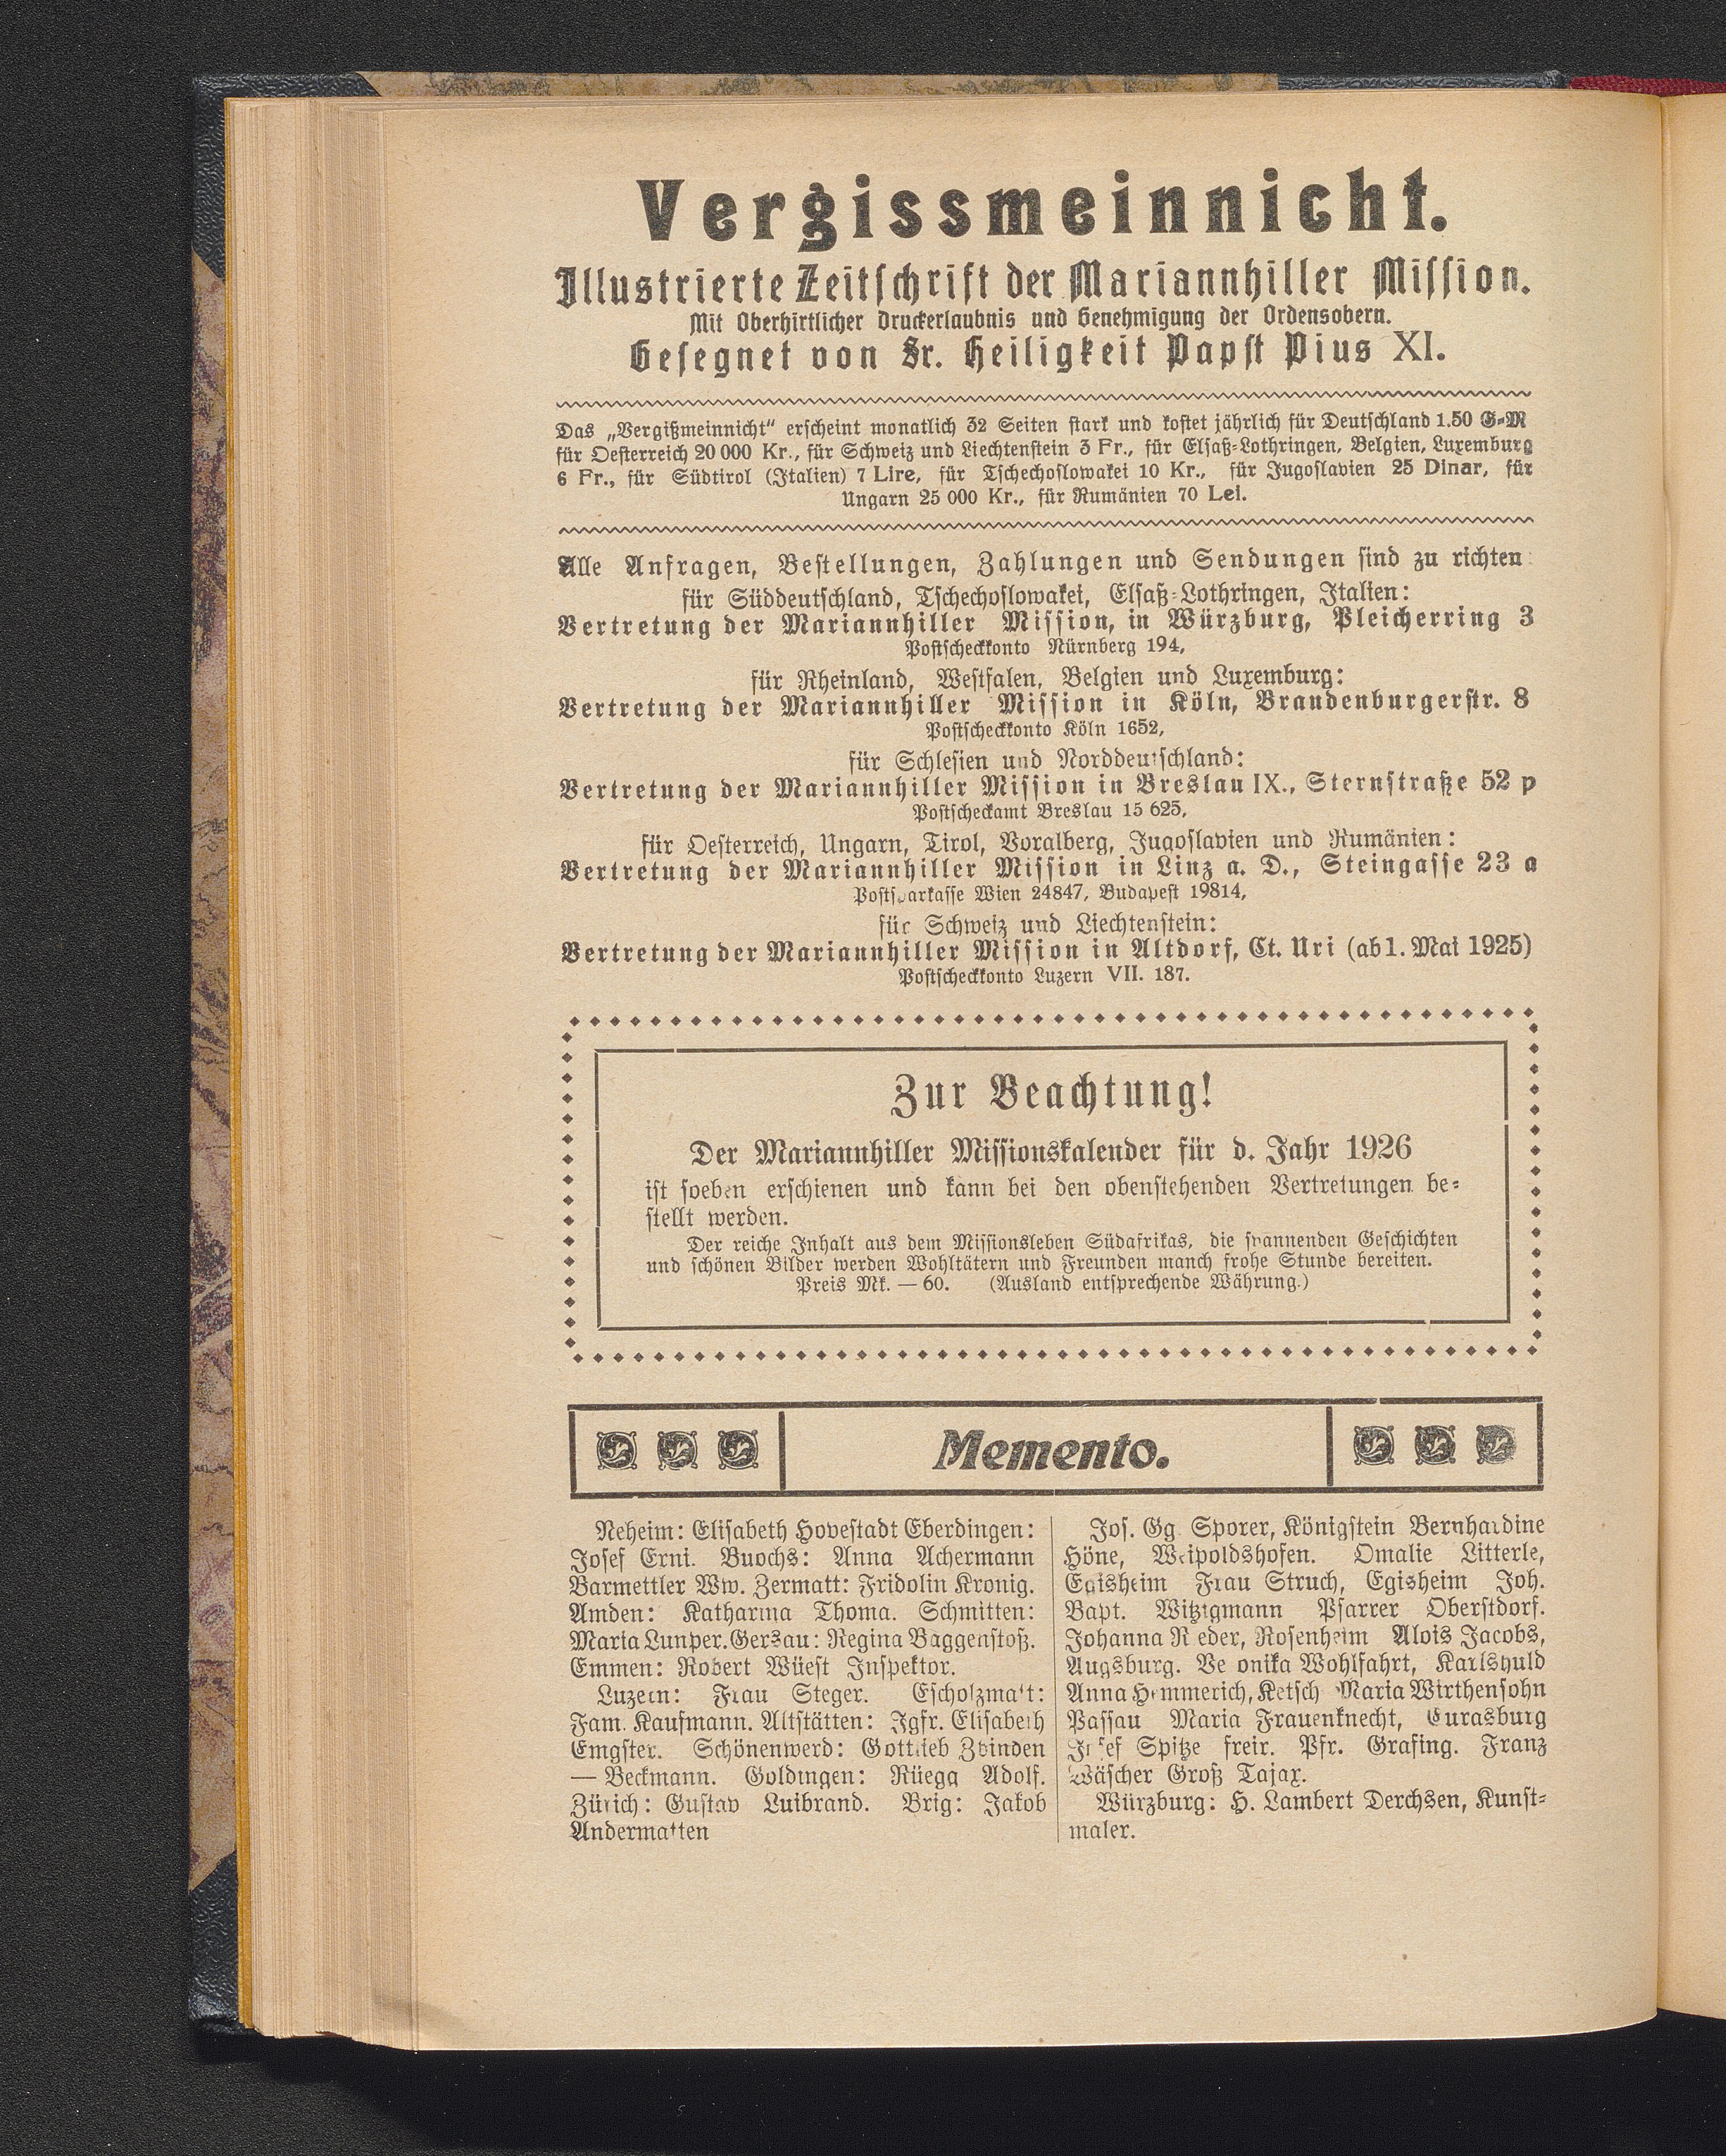 Vergissmeinnicht.
Illustrierte Zeitschrift der Mariannhiller Mission.
Mit Oberhirtlicher Druckerlaubnis und Genehmigung der Ordensobern.
Gesegnet von Sr. Heiligkeit Papst Pius XI.
Das „Vergißmeinnicht“ erscheint monatlich 32 Seiten stark und kostet jährlich für Deutschland 1.50 G-M
für Oesterreich 20 000 Kr., für Schweiz und Liechtenstein 3 Fr., für Elsaß-Lothringen, Belgien, Luxemburg
6 Fr., für Südtirol (Italien) 7 Lire, für Tschechoslowakei 10 Kr., für Jugoslavien 25 Dinar, für
Ungarn 25 000 Kr., für Rumänien 70 Lei.
Alle Anfragen, Bestellungen, Zahlungen und Sendungen sind zu richten:
für Süddeutschland, Tschechoslowakei, Elsaß-Lothringen, Italien:
Vertretung der Mariannhiller Mission, in Würzburg, Pleicherring 3
Postscheckkonto Nürnberg 194,
für Rheinland, Westfalen, Belgien und Luxemburg:
Vertretung der Mariannhiller Mission in Köln, Brandenburgerstr. 8
Postscheckkonto Köln 1652,
für Schlesien und Norddeutschland:
Vertretung der Mariannhiller Mission in Breslau IX., Sternstraße 52 p
Postscheckamt Breslau 15 625,
für Oesterreich, Ungarn, Tirol, Voralberg, Jugoslavien und Rumänien:
Vertretung der Mariannhiller Mission in Linz a. D., Steingasse 23 a
Postsparkasse Wien 24847, Budapest 19814,
für Schweiz und Liechtenstein:
Vertretung der Mariannhiller Mission in Altdorf, Ct. Uri (ab 1. Mai 1925)
Postscheckkonto Luzern VII. 187.
Zur Beachtung!
Der Mariannhiller Missionskalender für d. Jahr 1926
ist soeben erschienen und kann bei den obenstehenden Vertretungen be-
stellt werden.
Der reiche Inhalt aus dem Missionsleben Südafrikas, die spannenden Geschichten
und schönen Bilder werden Wohltätern und Freunden manch frohe Stunde bereiten.
Preis Mk. — 60. (Ausland entsprechende Währung.)
Memento.
Neheim: Elisabeth Hovestadt Eberdingen:
Josef Erni. Buochs: Anna Achermann
Barmettler Ww. Zermatt: Fridolin Kronig.
Amden: Katharina Thoma. Schmitten:
Maria Lunper. Gersau: Regina Baggenstoß.
Emmen: Robert Wüest Inspektor.
Luzern: Frau Steger. Escholzmatt:
Fam. Kaufmann. Altstätten: Jgfr. Elisabeth
Emgster. Schönenwerd: Gottlieb Zbinden
— Beckmann. Goldingen: Rüegg Adolf.
Zürich: Gustav Luibrand. Brig: Jakob
Andermatten
Jos. Gg. Sporer, Königstein Bernhardine
Höne, Weipoldshofen. Omalie Litterle,
Egisheim Frau Struch, Egisheim Joh.
Bapt. Witzigmann Pfarrer Oberstdorf.
Johanna Rieder, Rosenheim Alois Jacobs,
Augsburg. Veronika Wohlfahrt, Karlshuld
Anna Hemmerich, Ketsch Maria Wirthensohn
Passau Maria Frauenknecht, Eurasburg
Josef Spitze freir. Pfr. Grafing. Franz
Wäscher Groß Tajax.
Würzburg: H. Lambert Derchsen, Kunst-
maler.